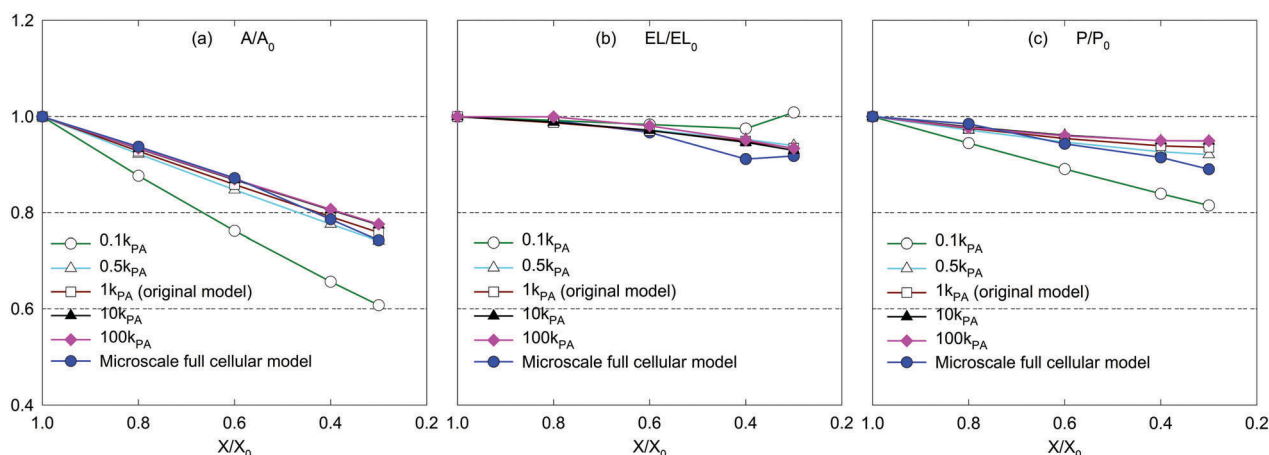 1.2
1.0
0.8
0.6
0.4
(a) A/A0
0.1kPA
0.5kPA
1kPA (original model)
10kPA
100kPA
Microscale full cellular model
1.0 0.8 0.6 0.4 0.2
X/X0
(b) EL/EL0
0.1kPA
0.5kPA
1kPA (original model)
10kPA
100kPA
Microscale full cellular model
1.0 0.8 0.6 0.4 0.2
X/X0
(c) P/P0
0.1kPA
0.5kPA
1kPA (original model)
10kPA
100kPA
Microscale full cellular model
1.0 0.8 0.6 0.4 0.2
X/X0